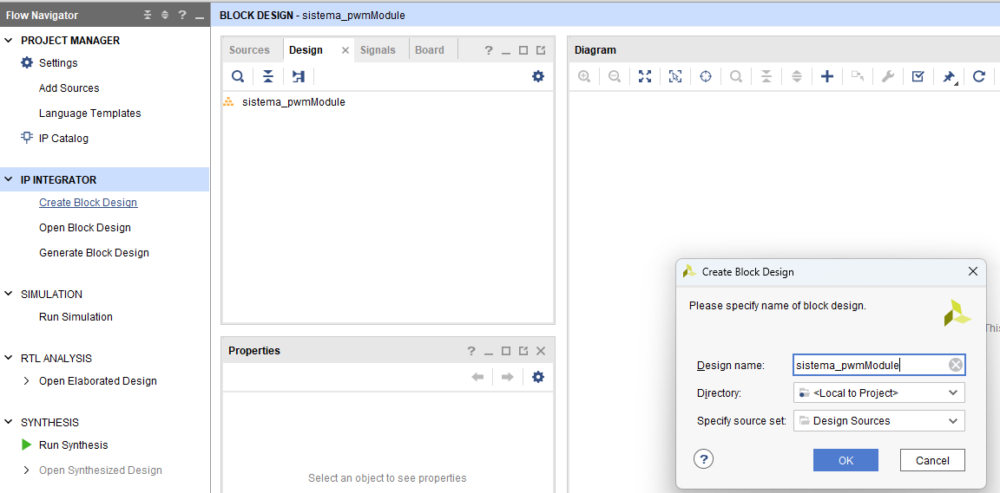 Flow Navigator
PROJECT MANAGER
Settings
Add Sources
Language Templates
IP Catalog
IP INTEGRATOR
Create Block Design
Open Block Design
Generate Block Design
SIMULATION
Run Simulation
RTL ANALYSIS
Open Elaborated Design
SYNTHESIS
Run Synthesis
Open Synthesized Design
BLOCK DESIGN - sistema_pwmModule
Sources Design Signals Board
sistema_pwmModule
Properties
Select an object to see properties
Diagram
This
Create Block Design
Please specify name of block design.
Design name: sistema_pwmModule
Directory: <Local to Project>
Specify source set: Design Sources
OK Cancel